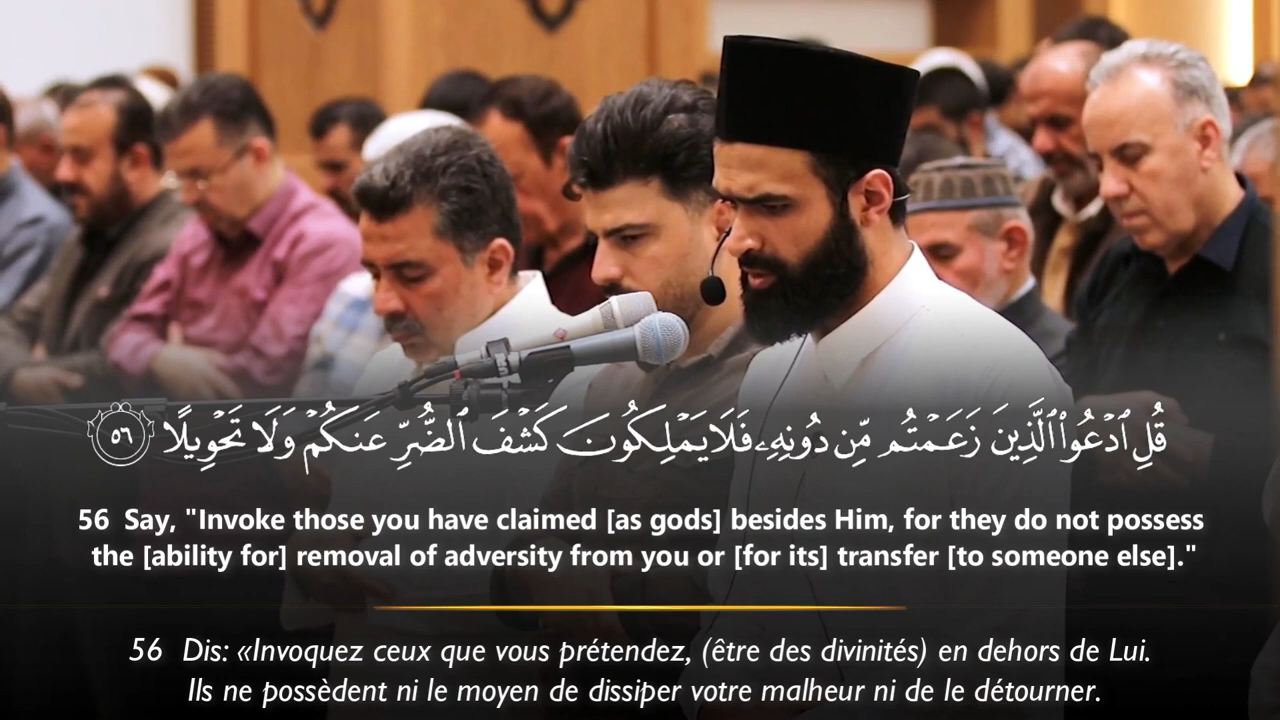 قُلِ ٱدْعُوا۟ ٱلَّذِينَ زَعَمْتُم مِّن دُونِهِۦ فَلَا يَمْلِكُونَ كَشْفَ ٱلضُّرِّ عَنكُمْ وَلَا تَحْوِيلًا ٥٦
56 Say, "Invoke those you have claimed [as gods] besides Him, for they do not possess
the [ability for] removal of adversity from you or [for its] transfer [to someone else]."
56 Dis: «Invoquez ceux que vous prétendez, (être des divinités) en dehors de Lui.
Ils ne possèdent ni le moyen de dissiper votre malheur ni de le détourner.